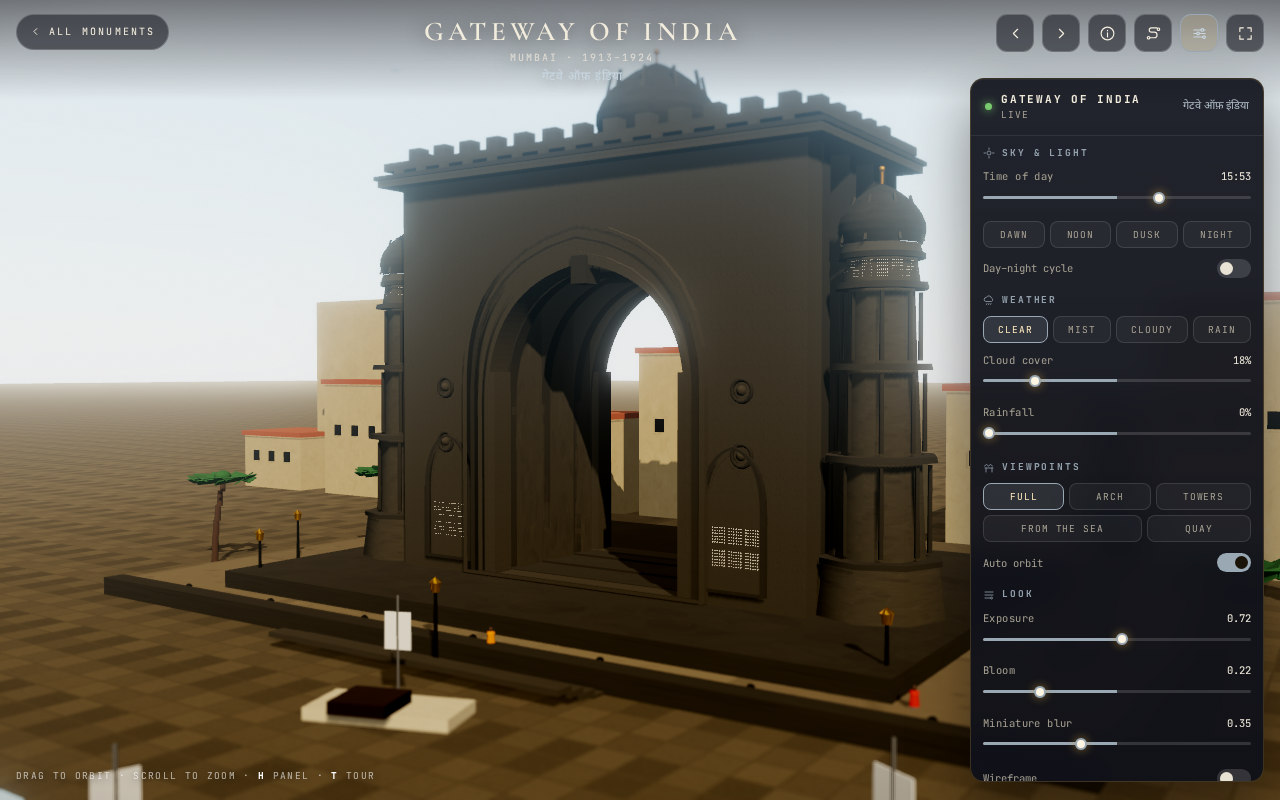 ALL MONUMENTS
GATEWAY OF INDIA
MUMBAI · 1913–1924
गेटवे ऑफ़ इंडिया
GATEWAY OF INDIA
LIVE
गेटवे ऑफ़ इंडिया
SKY & LIGHT
Time of day 15:53
DAWN NOON DUSK NIGHT
Day-night cycle
WEATHER
CLEAR MIST CLOUDY RAIN
Cloud cover 18%
Rainfall 0%
VIEWPOINTS
FULL ARCH TOWERS
FROM THE SEA QUAY
Auto orbit
LOOK
Exposure 0.72
Bloom 0.22
Miniature blur 0.35
Wireframe
DRAG TO ORBIT · SCROLL TO ZOOM · H PANEL · T TOUR